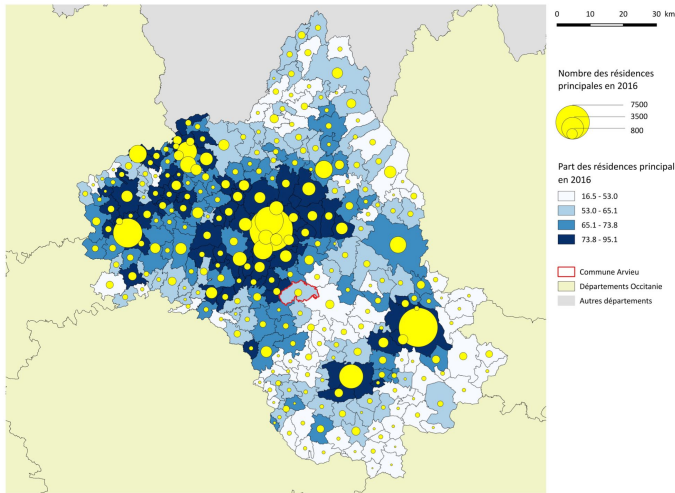 0 10 20 30 km
Nombre des résidences
principales en 2016
7500
3500
800
Part des résidences principal
en 2016
16.5 - 53.0
53.0 - 65.1
65.1 - 73.8
73.8 - 95.1
Commune Arvieu
Départements Occitanie
Autres départements